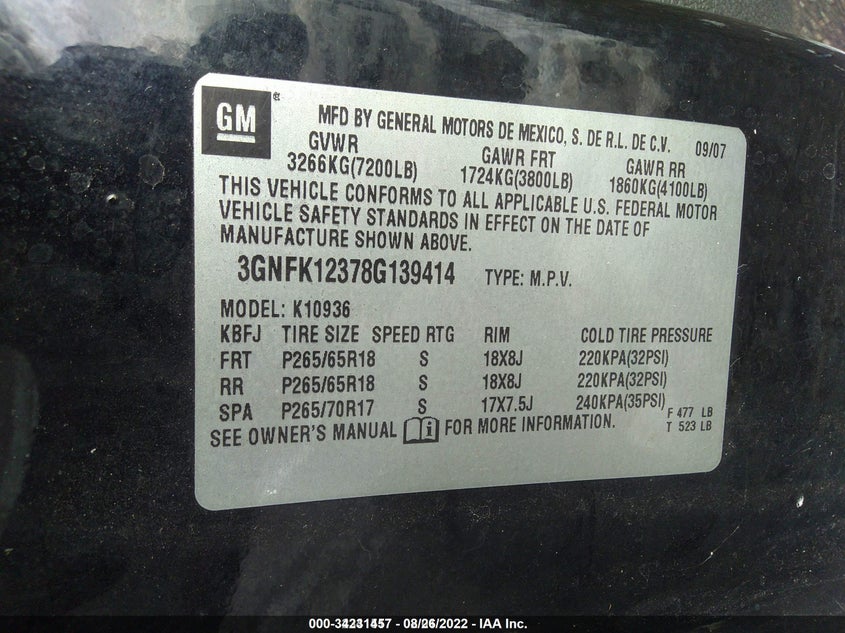 GM MFD BY GENERAL MOTORS DE MEXICO, S. DE R.L. DE C.V. 09/07
GVWR GAWR FRT GAWR RR
3266KG(7200LB) 1724KG(3800LB) 1860KG(4100LB)
THIS VEHICLE CONFORMS TO ALL APPLICABLE U.S. FEDERAL MOTOR
VEHICLE SAFETY STANDARDS IN EFFECT ON THE DATE OF
MANUFACTURE SHOWN ABOVE.
3GNFK12378G139414 TYPE: M.P.V.
MODEL: K10936
KBFJ TIRE SIZE SPEED RTG RIM COLD TIRE PRESSURE
FRT P265/65R18 S 18X8J 220KPA(32PSI)
RR P265/65R18 S 18X8J 220KPA(32PSI)
SPA P265/70R17 S 17X7.5J 240KPA(35PSI)
F 477 LB
SEE OWNER'S MANUAL FOR MORE INFORMATION. T 523 LB
000-34231457 - 08/26/2022 - IAA Inc.